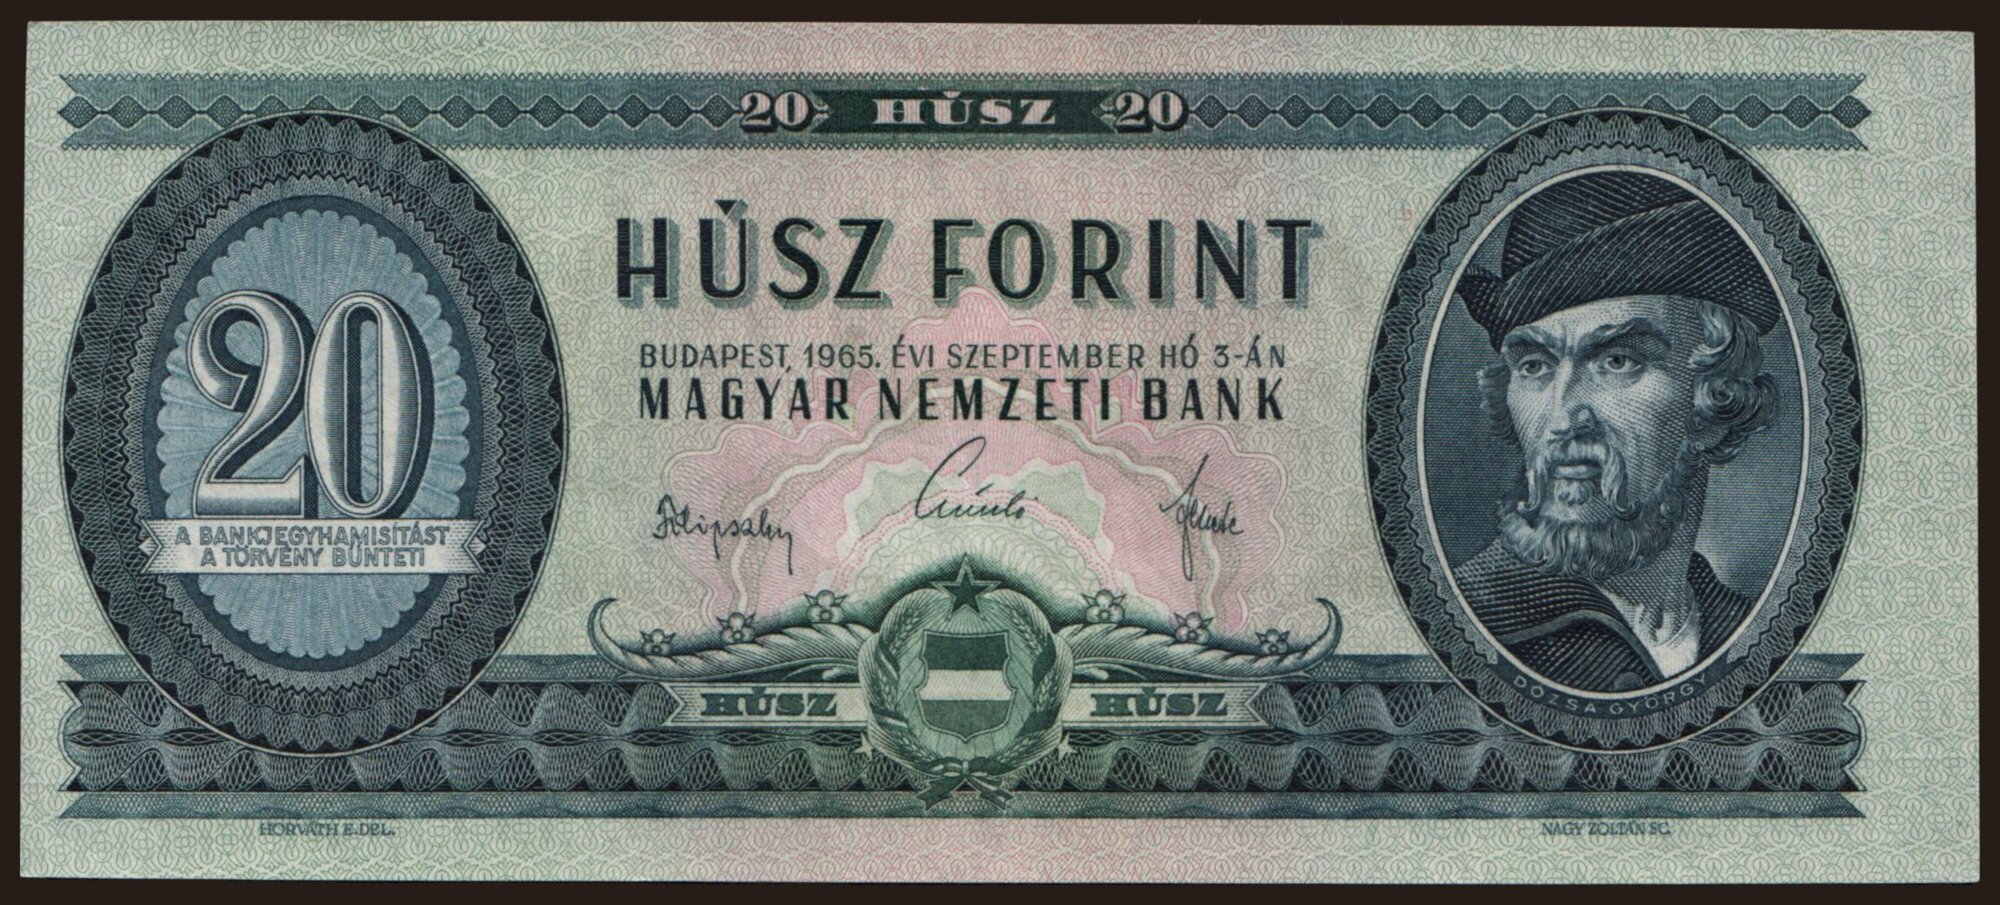 20 HÚSZ 20
HÚSZ FORINT
BUDAPEST, 1965. ÉVI SZEPTEMBER HÓ 3-ÁN
MAGYAR NEMZETI BANK
20
A BANKJEGYHAMISÍTÁST
A TÖRVÉNY BÜNTETI
HÚSZ HÚSZ
DÓZSA GYÖRGY
HORVÁTH E. DEL.
NAGY ZOLTÁN SC.